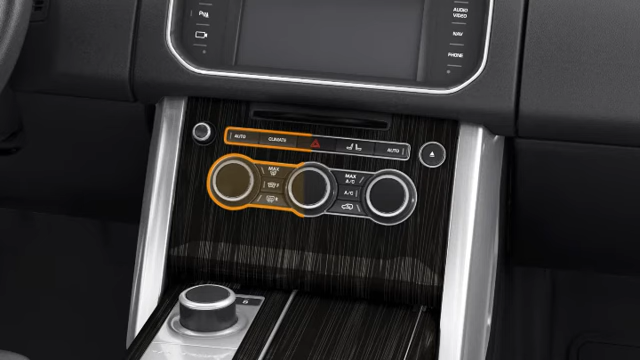 AUDIO
VIDEO
NAV
PHONE
AUTO
CLIMATE
AUTO
MAX
MAX
A/C
A/C